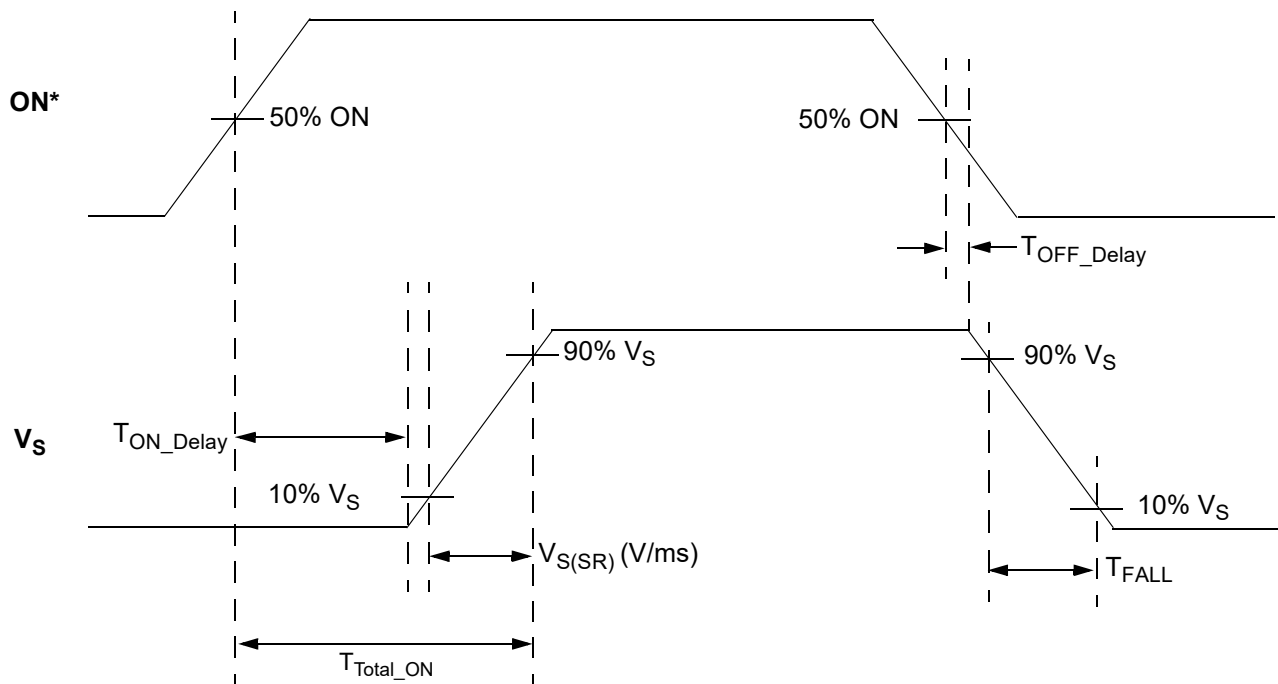 ON*
50% ON
50% ON
T_OFF_Delay
90% V_S
90% V_S
T_ON_Delay
V_S
10% V_S
10% V_S
V_S(SR) (V/ms)
T_FALL
T_Total_ON